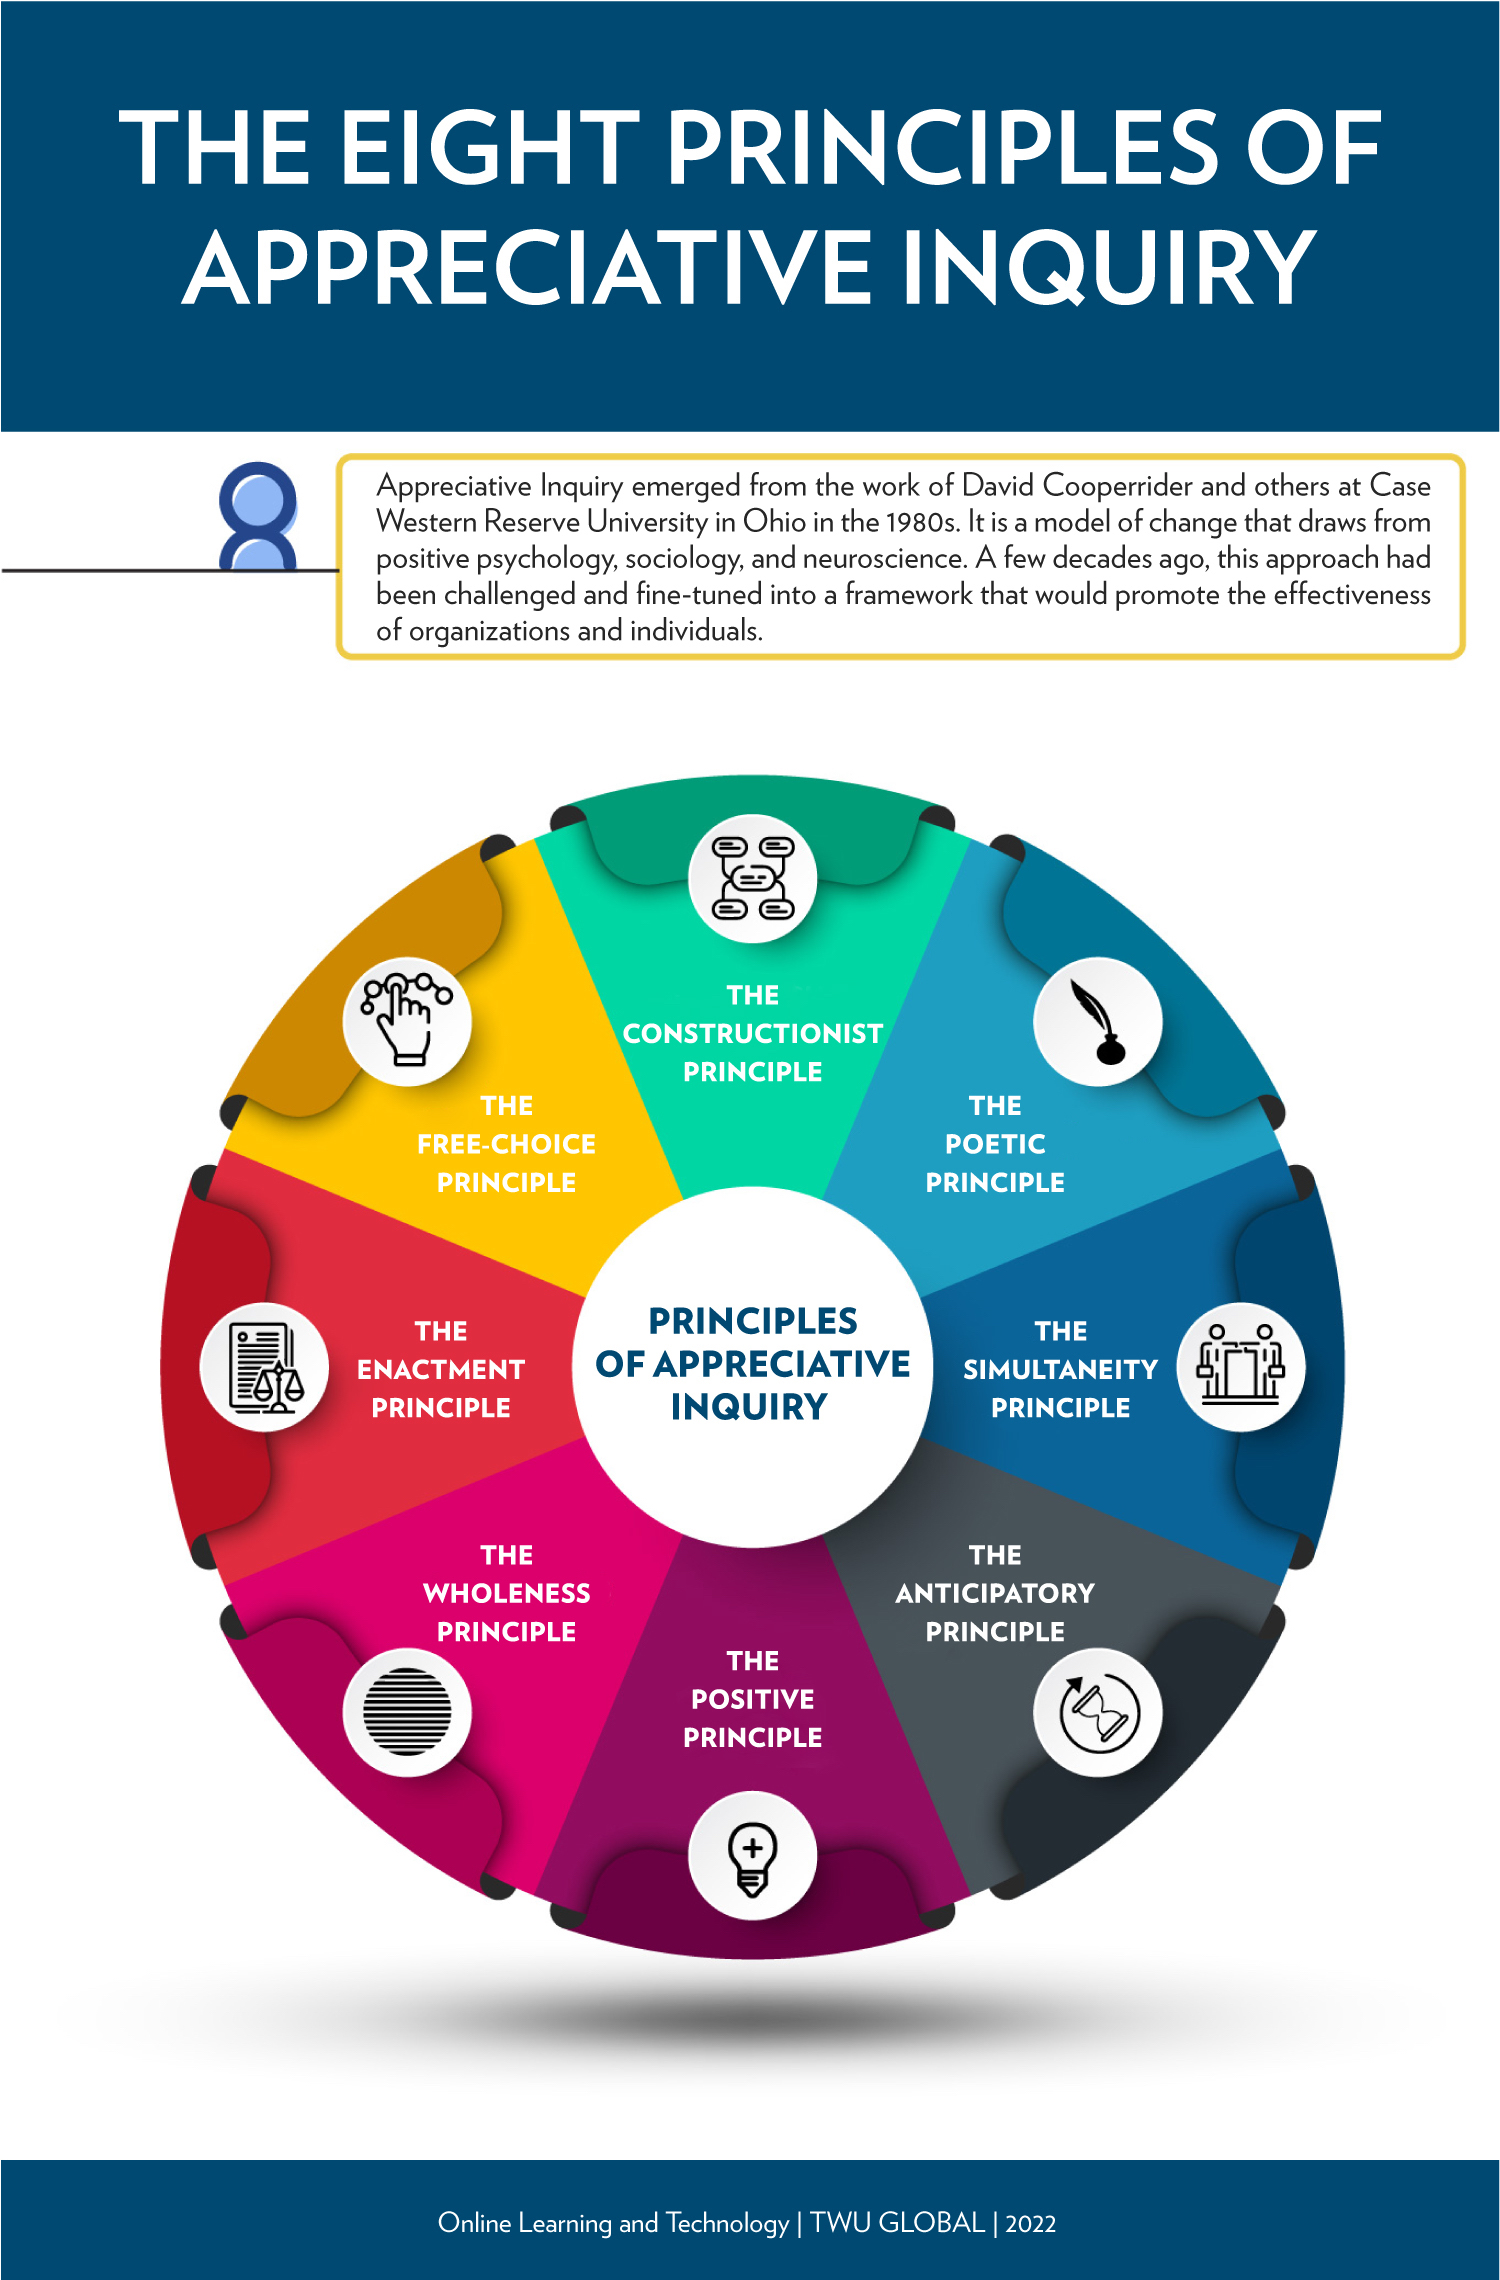 THE EIGHT PRINCIPLES OF
APPRECIATIVE INQUIRY
Appreciative Inquiry emerged from the work of David Cooperrider and others at Case
Western Reserve University in Ohio in the 1980s. It is a model of change that draws from
positive psychology, sociology, and neuroscience. A few decades ago, this approach had
been challenged and fine-tuned into a framework that would promote the effectiveness
of organizations and individuals.
THE
CONSTRUCTIONIST
PRINCIPLE
THE
POETIC
PRINCIPLE
THE
SIMULTANEITY
PRINCIPLE
THE
ANTICIPATORY
PRINCIPLE
THE
POSITIVE
PRINCIPLE
THE
WHOLENESS
PRINCIPLE
THE
ENACTMENT
PRINCIPLE
THE
FREE-CHOICE
PRINCIPLE
PRINCIPLES
OF APPRECIATIVE
INQUIRY
Online Learning and Technology | TWU GLOBAL | 2022